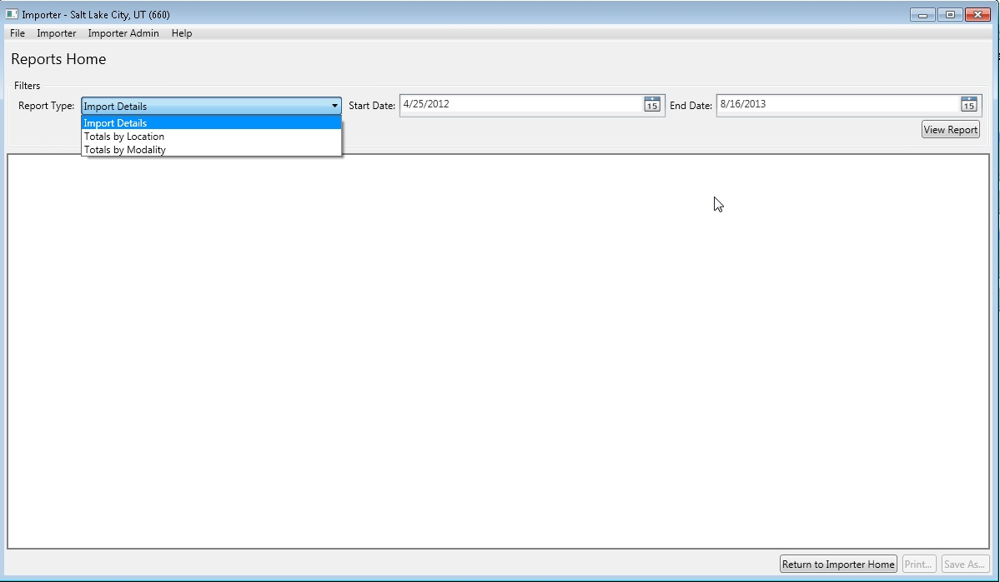 Importer - Salt Lake City, UT (660)
File Importer Importer Admin Help
Reports Home
Filters
Report Type: Import Details Start Date: 4/25/2012 15 End Date: 8/16/2013 15
Import Details
Totals by Location
Totals by Modality
View Report
Return to Importer Home Print... Save As...